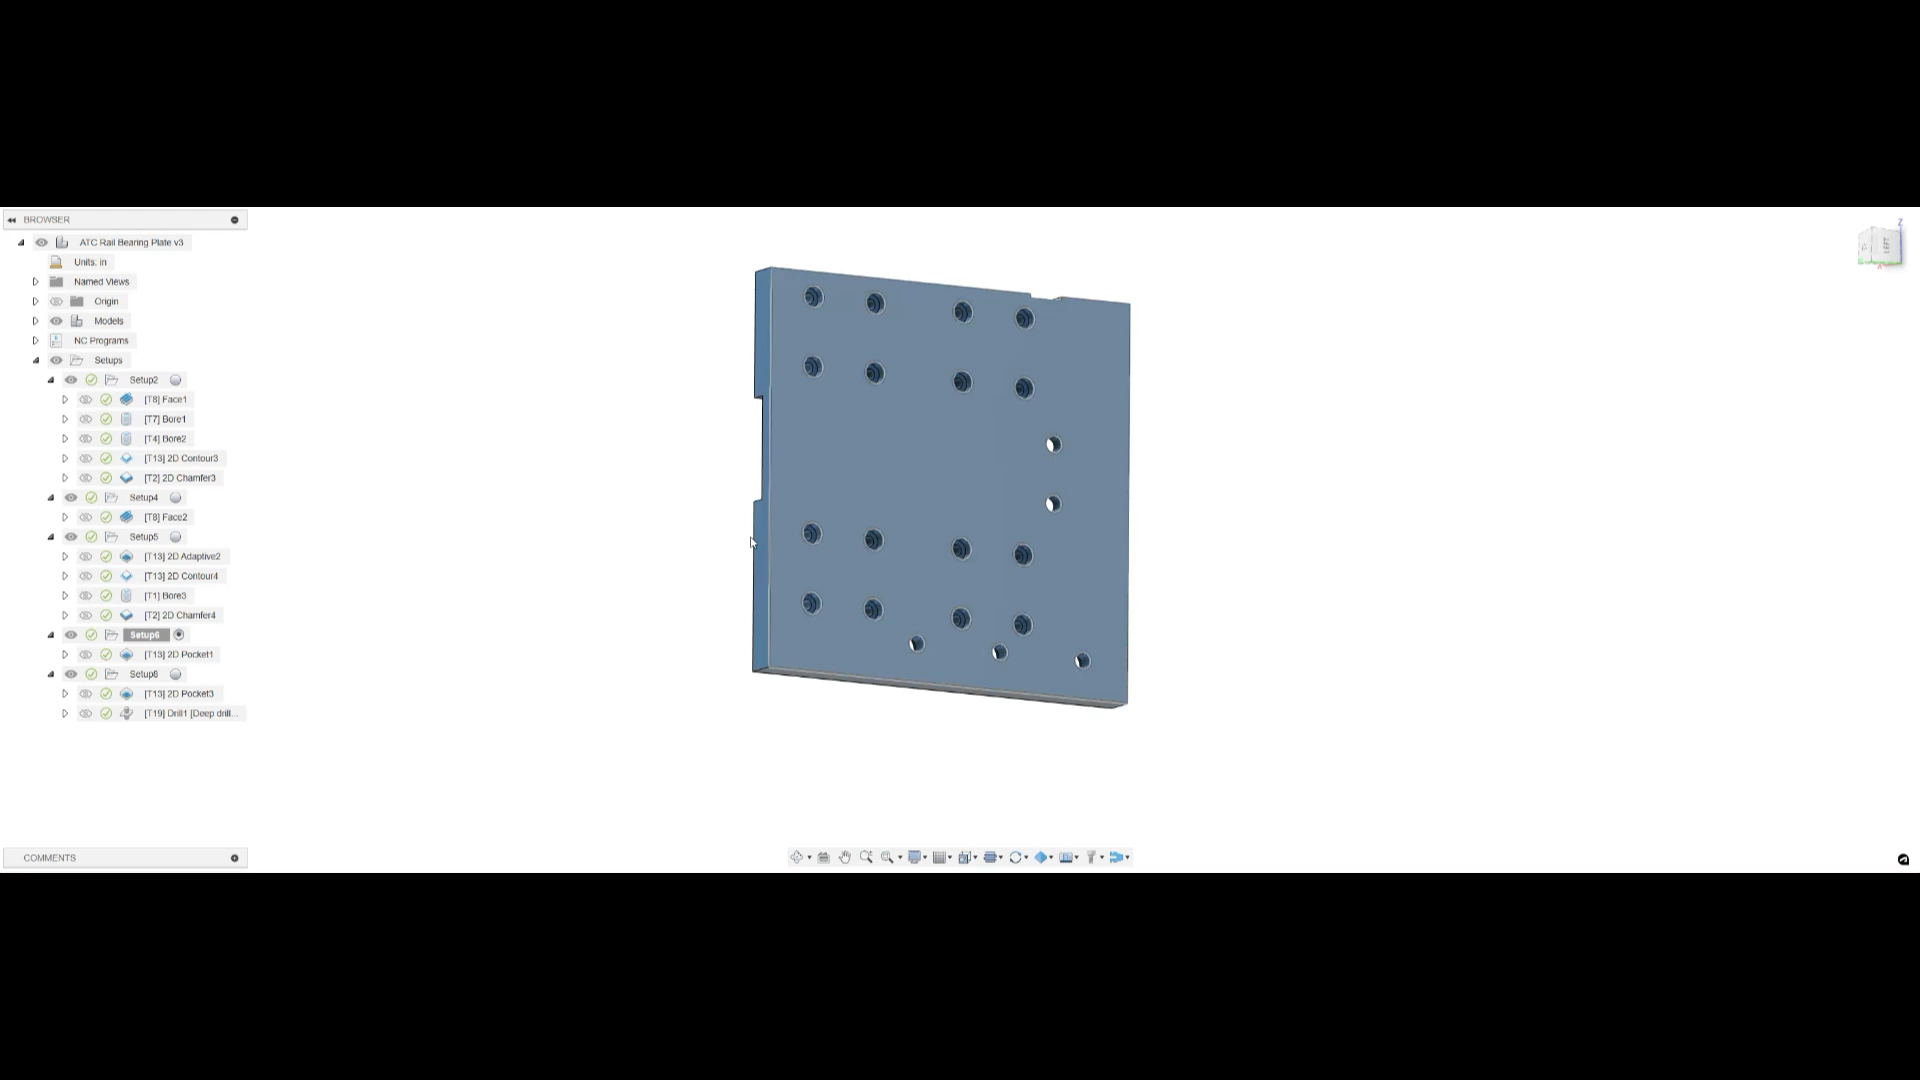 BROWSER
ATC Rail Bearing Plate v3
Units: in
Named Views
Origin
Models
NC Programs
Setups
Setup2
[T8] Face1
[T7] Bore1
[T4] Bore2
[T13] 2D Contour3
[T2] 2D Chamfer3
Setup4
[T8] Face2
Setup5
[T13] 2D Adaptive2
[T13] 2D Contour4
[T1] Bore3
[T2] 2D Chamfer4
Setup6
[T13] 2D Pocket1
Setup8
[T13] 2D Pocket3
[T19] Drill1 [Deep drill...
COMMENTS
LEFT
Z